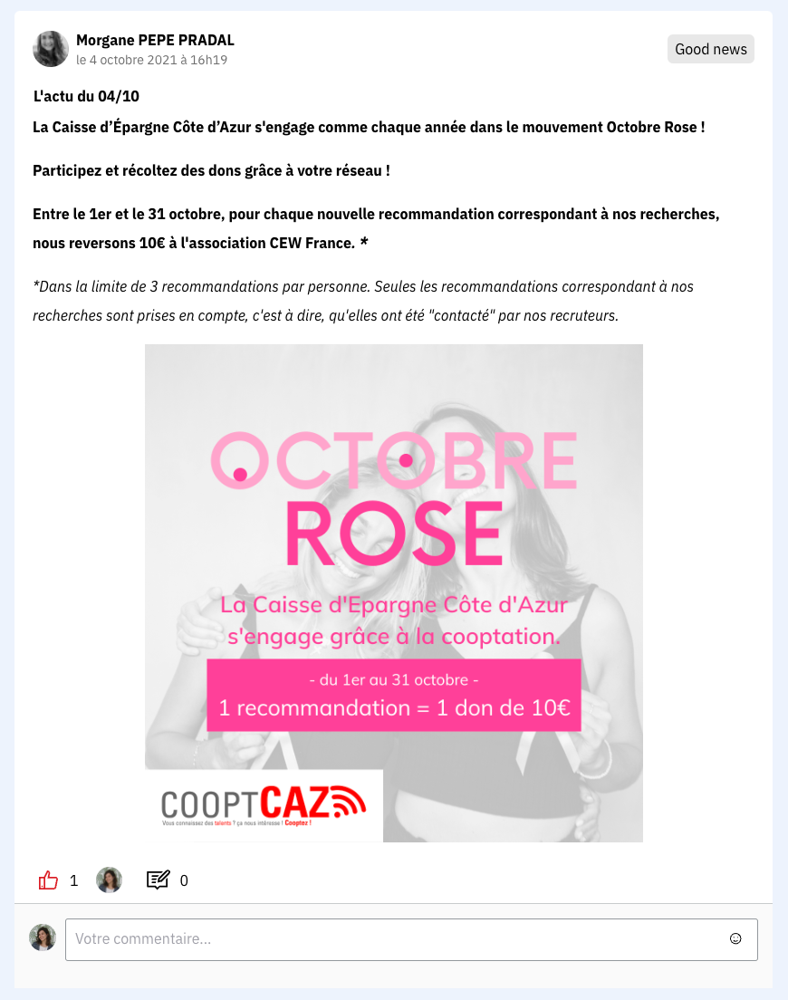 Morgane PEPE PRADAL
le 4 octobre 2021 à 16h19
Good news
L'actu du 04/10
La Caisse d’Épargne Côte d’Azur s'engage comme chaque année dans le mouvement Octobre Rose !
Participez et récoltez des dons grâce à votre réseau !
Entre le 1er et le 31 octobre, pour chaque nouvelle recommandation correspondant à nos recherches,
nous reversons 10€ à l'association CEW France. *
*Dans la limite de 3 recommandations par personne. Seules les recommandations correspondant à nos
recherches sont prises en compte, c'est à dire, qu'elles ont été "contacté" par nos recruteurs.
OCTOBRE
ROSE
La Caisse d'Epargne Côte d'Azur
s'engage grâce à la cooptation.
- du 1er au 31 octobre -
1 recommandation = 1 don de 10€
COOPTCAZ
Vous connaissez des talents ? ça nous intéresse ! Cooptez !
1
0
Votre commentaire...